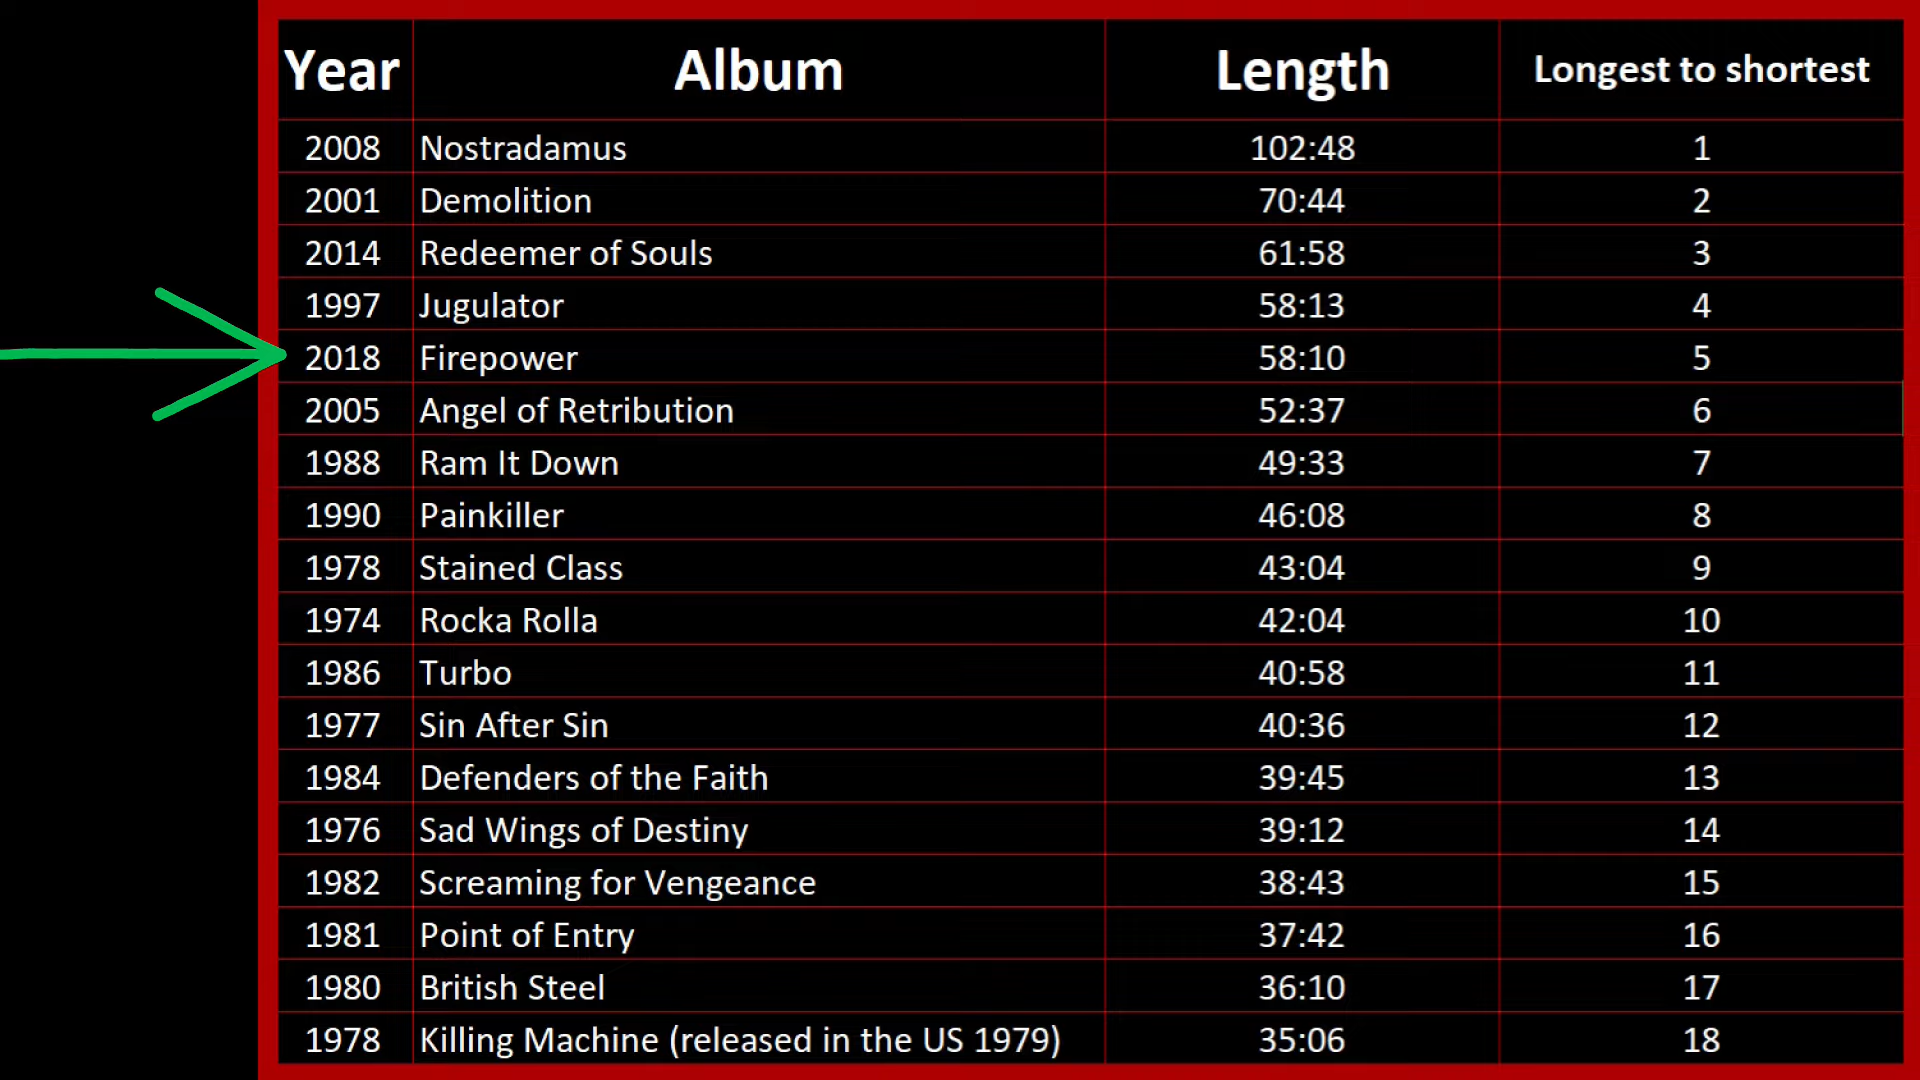 Year Album Length Longest to shortest
2008 Nostradamus 102:48 1
2001 Demolition 70:44 2
2014 Redeemer of Souls 61:58 3
1997 Jugulator 58:13 4
2018 Firepower 58:10 5
2005 Angel of Retribution 52:37 6
1988 Ram It Down 49:33 7
1990 Painkiller 46:08 8
1978 Stained Class 43:04 9
1974 Rocka Rolla 42:04 10
1986 Turbo 40:58 11
1977 Sin After Sin 40:36 12
1984 Defenders of the Faith 39:45 13
1976 Sad Wings of Destiny 39:12 14
1982 Screaming for Vengeance 38:43 15
1981 Point of Entry 37:42 16
1980 British Steel 36:10 17
1978 Killing Machine (released in the US 1979) 35:06 18